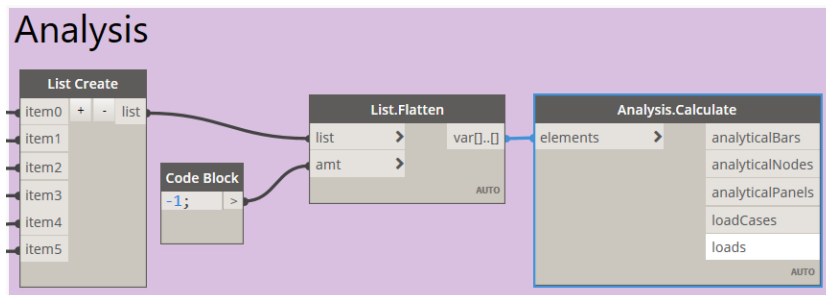 Analysis
List Create
item0 + - list
item1
item2
item3
item4
item5
Code Block
-1; >
List.Flatten
list > var[]..[]
amt >
AUTO
Analysis.Calculate
elements > analyticalBars
analyticalNodes
analyticalPanels
loadCases
loads
AUTO